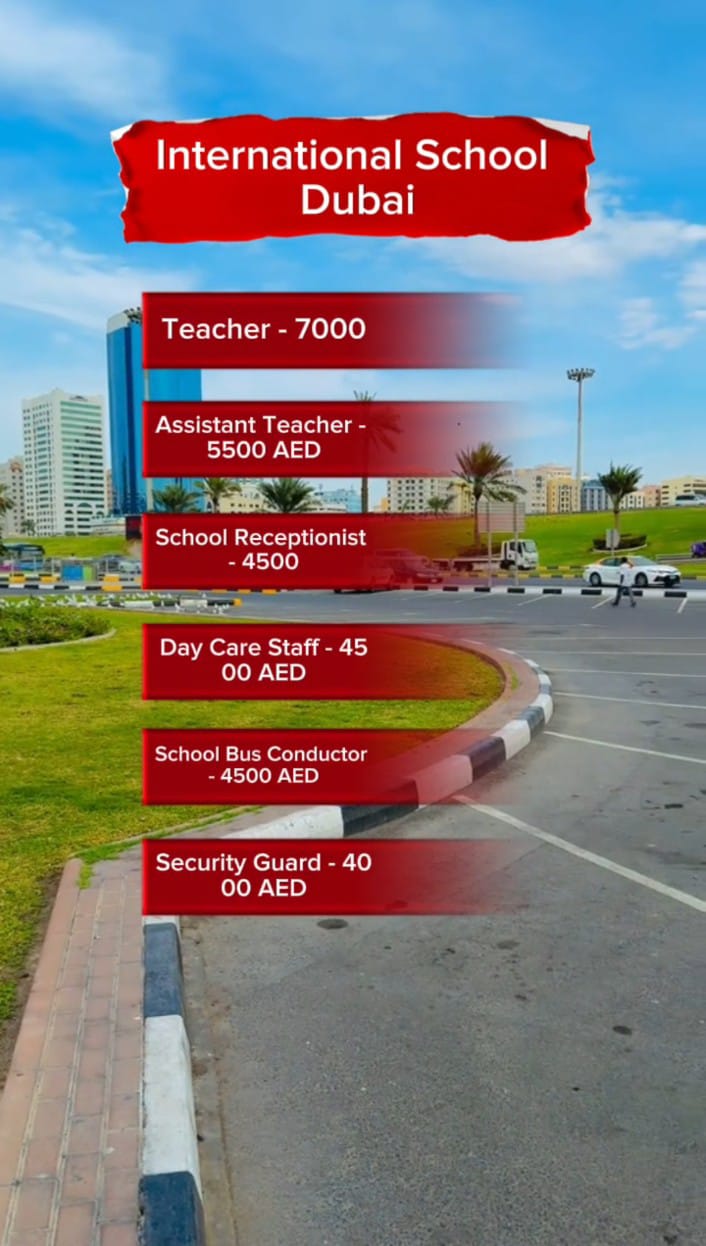 International School
Dubai
Teacher - 7000
Assistant Teacher -
5500 AED
School Receptionist
- 4500
Day Care Staff - 45
00 AED
School Bus Conductor
- 4500 AED
Security Guard - 40
00 AED